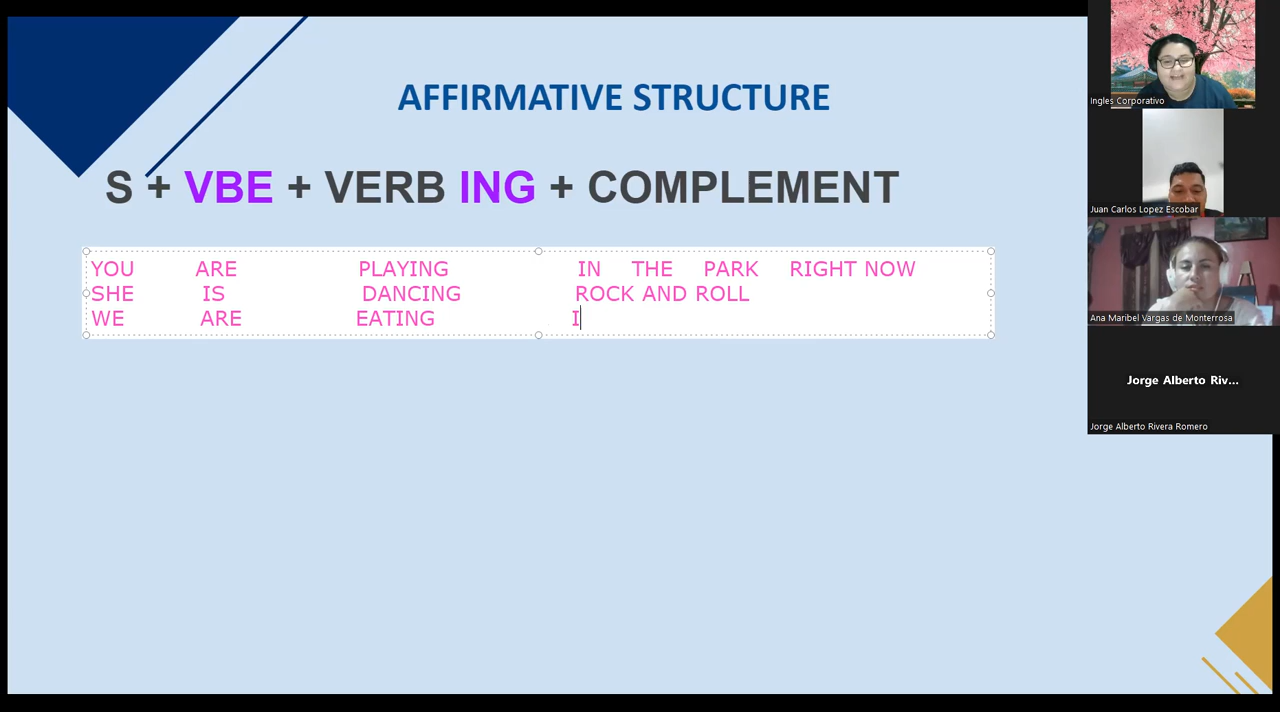 AFFIRMATIVE STRUCTURE
S + VBE + VERB ING + COMPLEMENT
YOU ARE PLAYING IN THE PARK RIGHT NOW
SHE IS DANCING ROCK AND ROLL
WE ARE EATING I
Ingles Corporativo
Juan Carlos Lopez Escobar
Ana Maribel Vargas de Monterrosa
Jorge Alberto Riv...
Jorge Alberto Rivera Romero